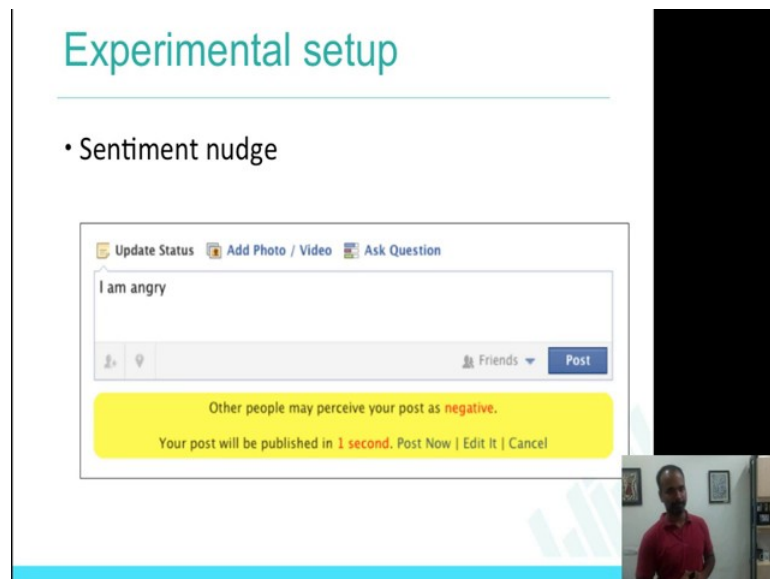 Experimental setup
• Sentiment nudge
Update Status Add Photo / Video Ask Question
I am angry
Friends Post
Other people may perceive your post as negative.
Your post will be published in 1 second. Post Now | Edit It | Cancel